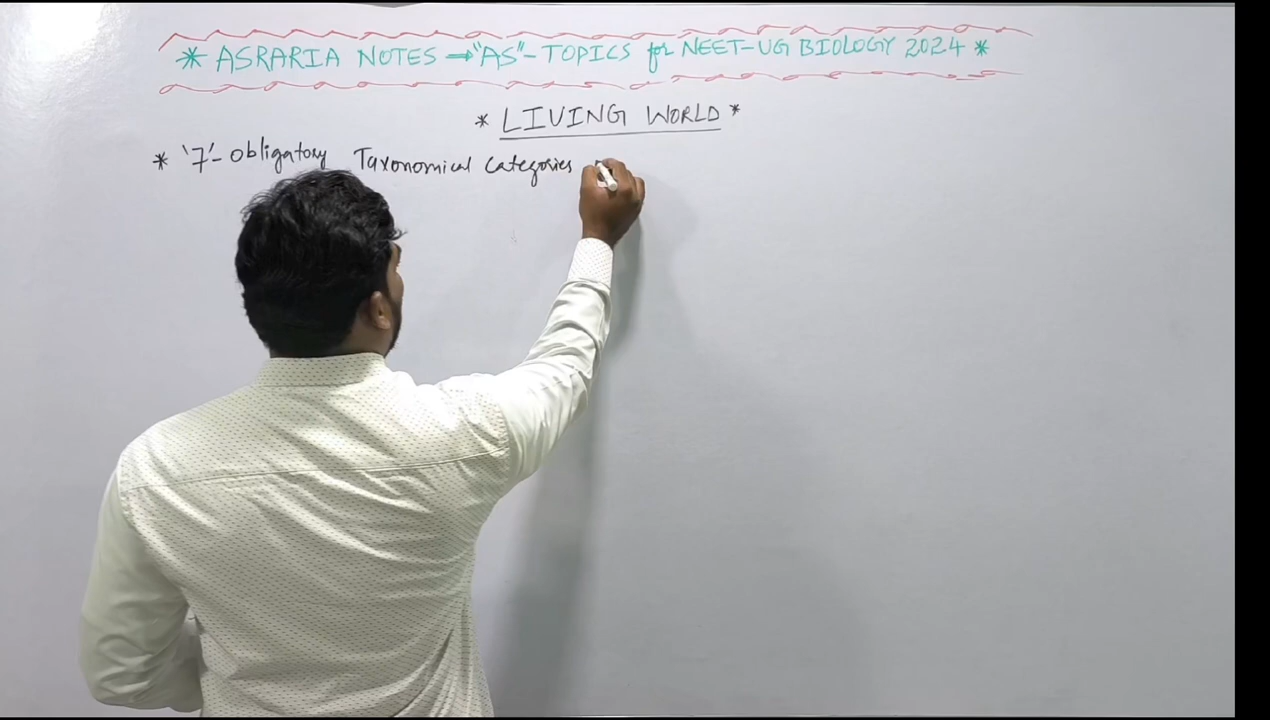 * ASRARIA NOTES → "AS"-TOPICS for NEET-UG BIOLOGY 2024 *
* LIVING WORLD *
* '7'- Obligatory Taxonomical Categories